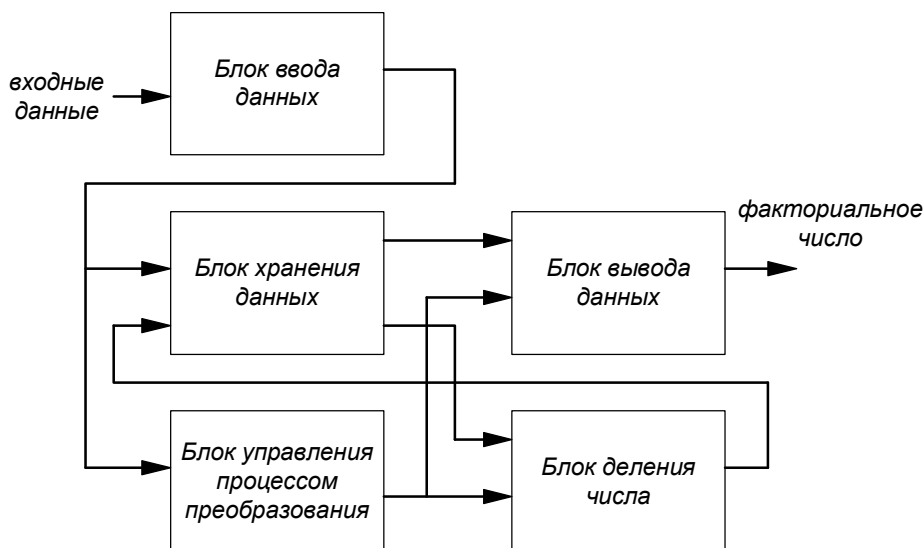 Блок ввода
данных
входные
данные
факториальное
число
Блок хранения
данных
Блок вывода
данных
Блок управления
процессом
преобразования
Блок деления
числа